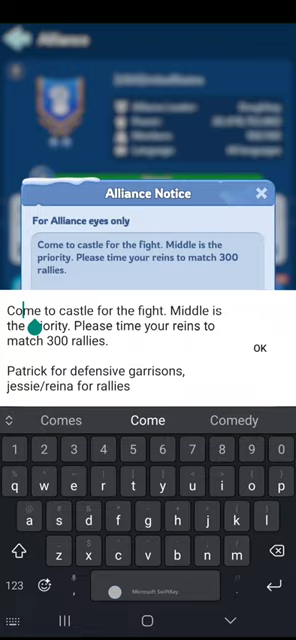 Alliance
Alliance Notice
For Alliance eyes only
Come to castle for the fight. Middle is the
priority. Please time your reins to match 300
rallies.
Come to castle for the fight. Middle is
the priority. Please time your reins to
match 300 rallies.
OK
Patrick for defensive garrisons,
jessie/reina for rallies
Comes Come Comedy
1 2 3 4 5 6 7 8 9 0
q w e r t y u i o p
a s d f g h j k l
z x c v b n m
123 Microsoft SwiftKey